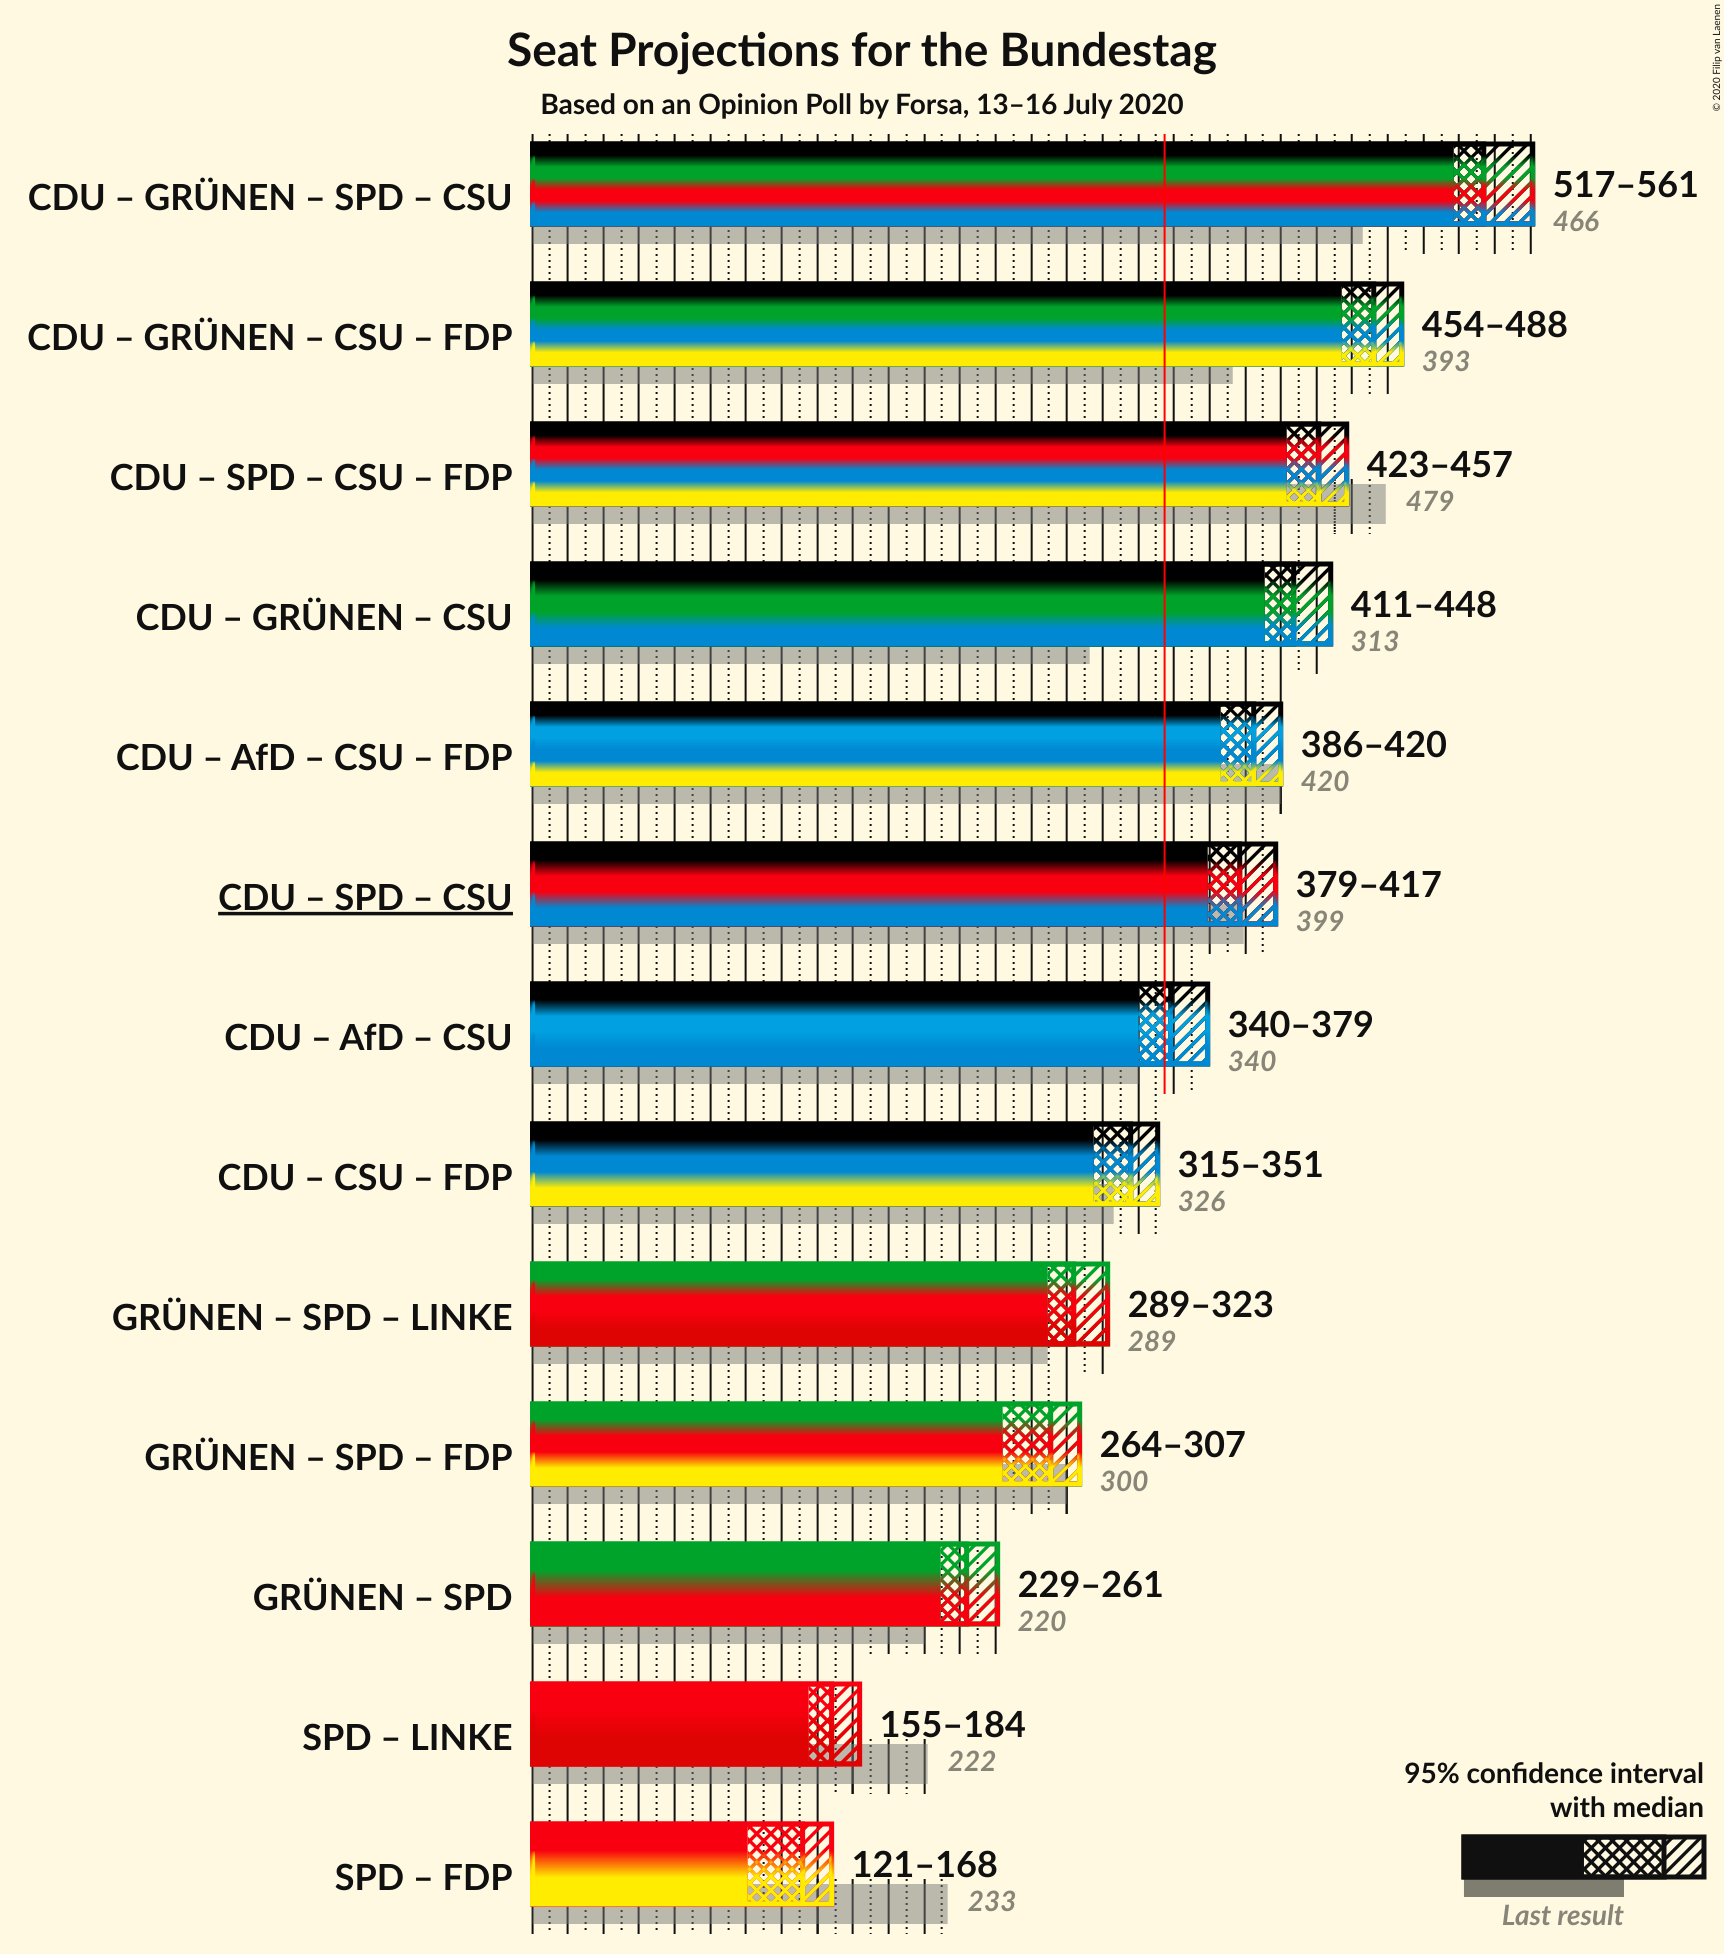 Seat Projections for the Bundestag
Based on an Opinion Poll by Forsa, 13–16 July 2020
© 2020 Filip van Laenen
CDU – GRÜNEN – SPD – CSU
517–561
466
CDU – GRÜNEN – CSU – FDP
454–488
393
CDU – SPD – CSU – FDP
423–457
479
CDU – GRÜNEN – CSU
411–448
313
CDU – AfD – CSU – FDP
386–420
420
CDU – SPD – CSU
379–417
399
CDU – AfD – CSU
340–379
340
CDU – CSU – FDP
315–351
326
GRÜNEN – SPD – LINKE
289–323
289
GRÜNEN – SPD – FDP
264–307
300
GRÜNEN – SPD
229–261
220
SPD – LINKE
155–184
222
SPD – FDP
121–168
233
95% confidence interval
with median
Last result